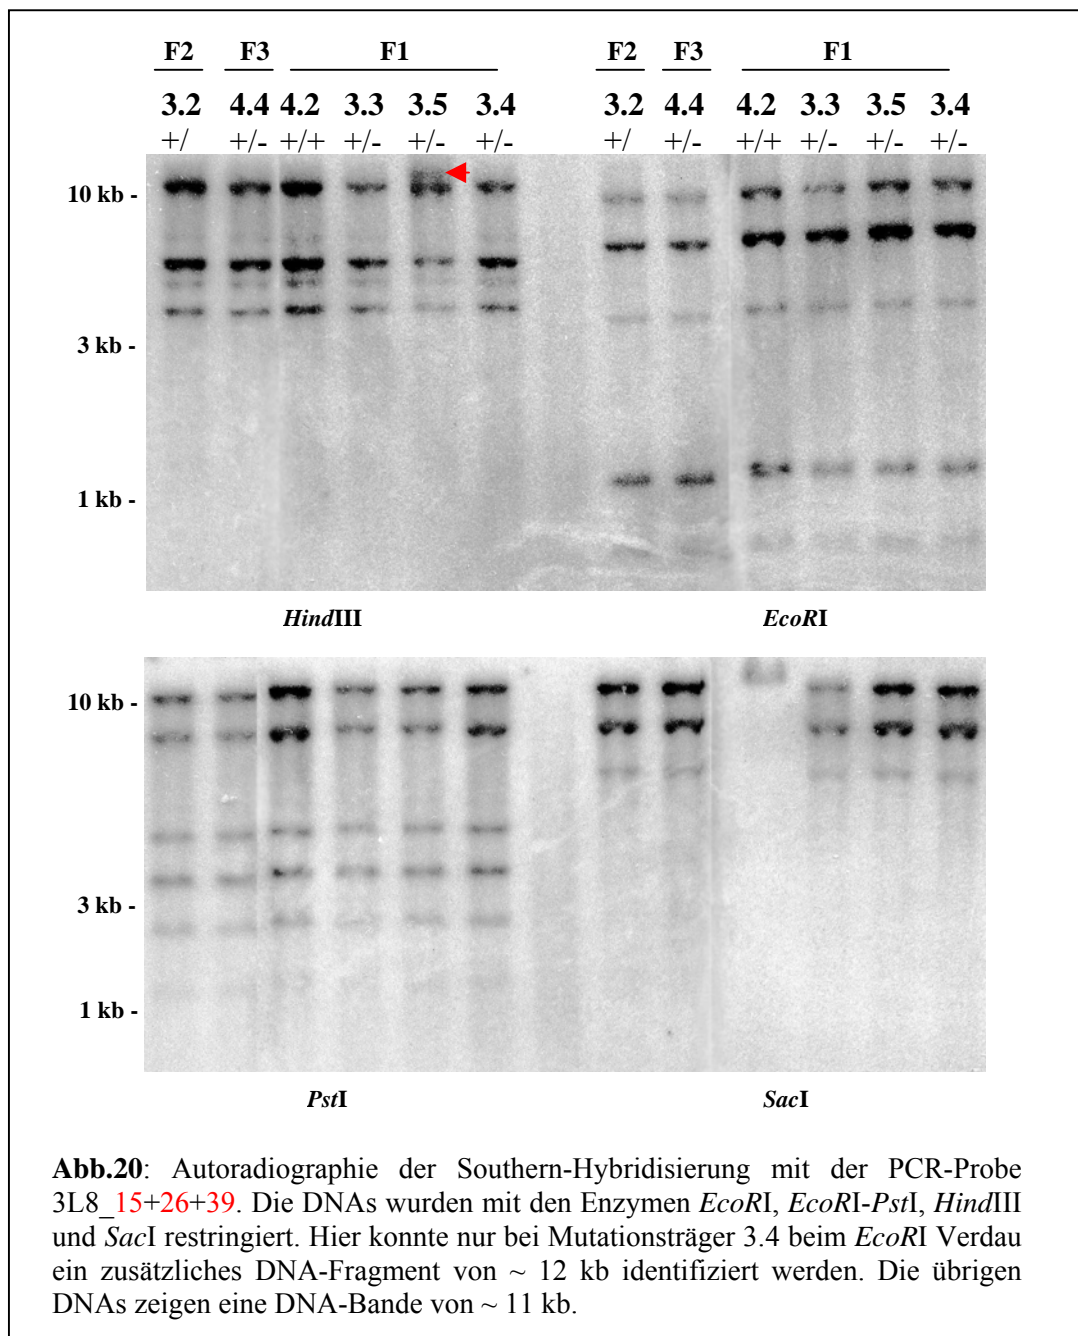 F2 F3 F1 F2 F3 F1
3.2 4.4 4.2 3.3 3.5 3.4 3.2 4.4 4.2 3.3 3.5 3.4
+/ +/- +/+ +/- +/- +/- +/ +/- +/+ +/- +/- +/-
10 kb -
3 kb -
1 kb -
HindIII EcoRI
10 kb -
3 kb -
1 kb -
PstI SacI
Abb.20: Autoradiographie der Southern-Hybridisierung mit der PCR-Probe
3L8_15+26+39. Die DNAs wurden mit den Enzymen EcoRI, EcoRI-PstI, HindIII
und SacI restringiert. Hier konnte nur bei Mutationsträger 3.4 beim EcoRI Verdau
ein zusätzliches DNA-Fragment von ~ 12 kb identifiziert werden. Die übrigen
DNAs zeigen eine DNA-Bande von ~ 11 kb.